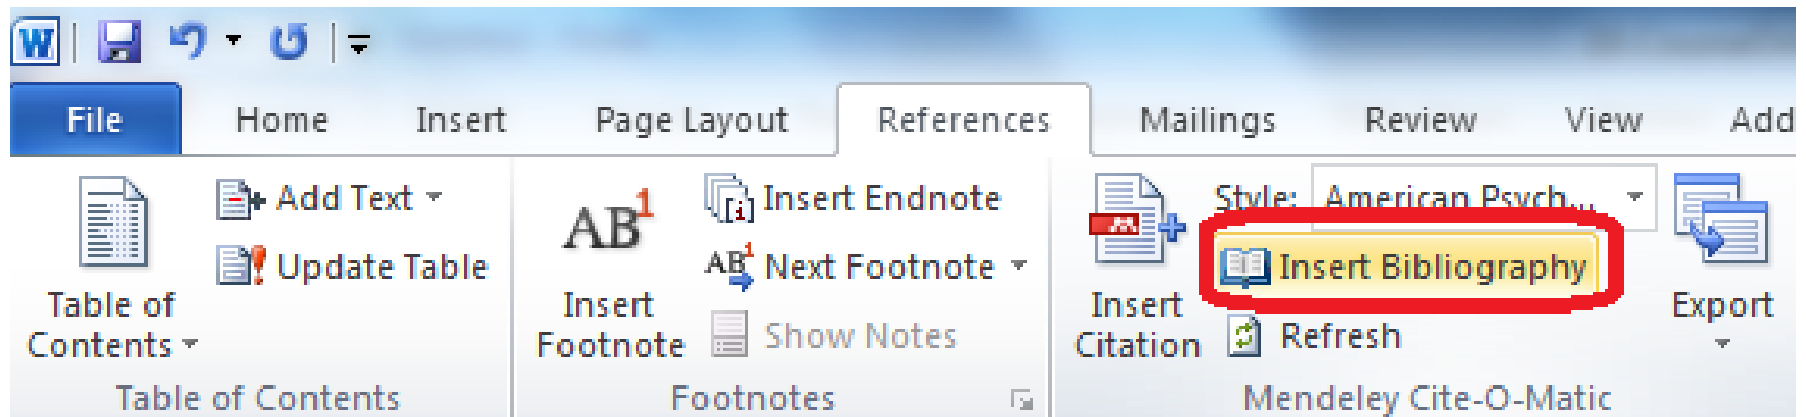 W
File Home Insert Page Layout References Mailings Review View Add
Add Text
Update Table
Table of
Contents
Table of Contents
AB1
Insert
Footnote
[i] Insert Endnote
AB1 Next Footnote
Show Notes
Footnotes
Insert
Citation
Style: American Psych...
Insert Bibliography
Refresh
Export
Mendeley Cite-O-Matic